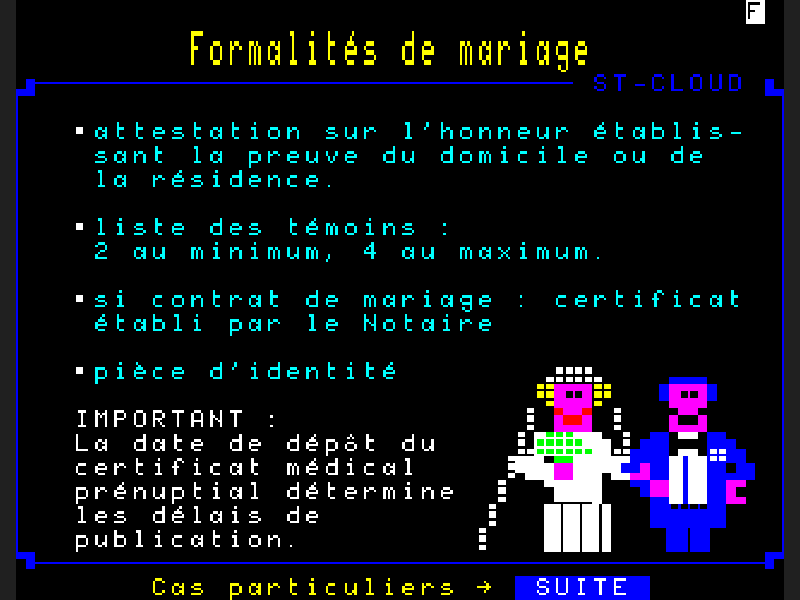 F
Formalités de mariage
ST-CLOUD
▪attestation sur l'honneur établis-
sant la preuve du domicile ou de
la résidence.
▪liste des témoins :
2 au minimum, 4 au maximum.
▪si contrat de mariage : certificat
établi par le Notaire
▪pièce d'identité
IMPORTANT :
La date de dépôt du
certificat médical
prénuptial détermine
les délais de
publication.
Cas particuliers → SUITE